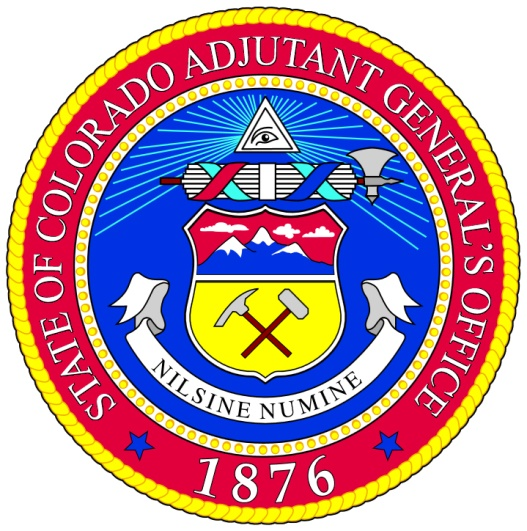 STATE OF COLORADO ADJUTANT GENERAL'S OFFICE
NIL SINE NUMINE
1876